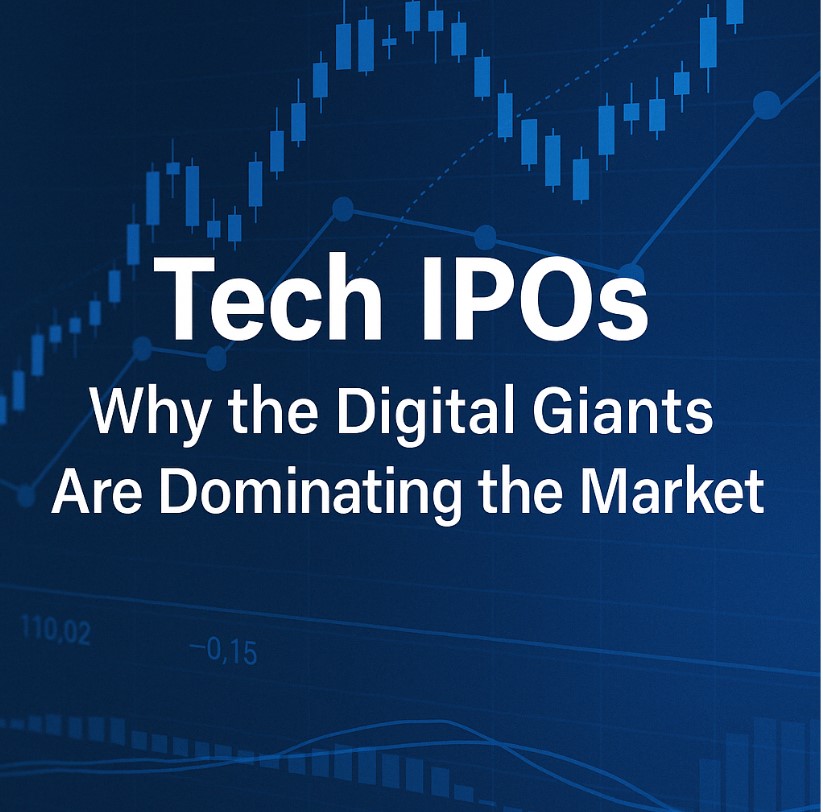 Tech IPOs
Why the Digital Giants
Are Dominating the Market
110,02
−0,15